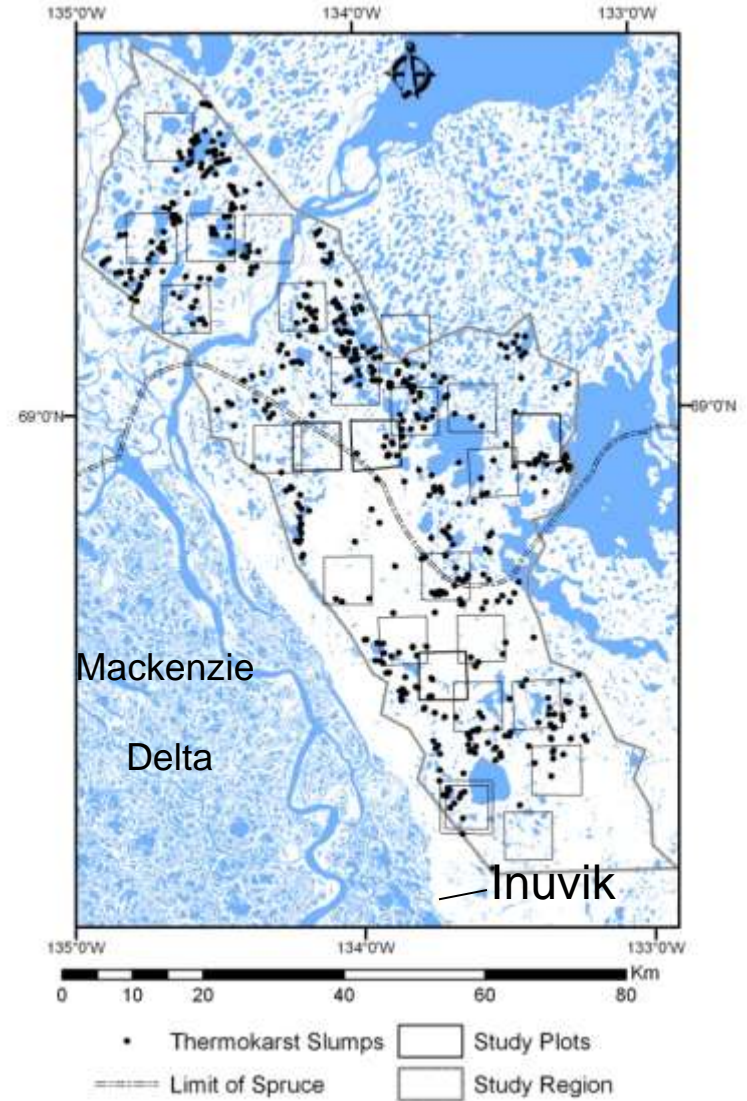 135°0'W 134°0'W 133°0'W
69°0'N 69°0'N
Mackenzie
Delta
Inuvik
135°0'W 134°0'W 133°0'W
Km
0 10 20 40 60 80
Thermokarst Slumps Study Plots
Limit of Spruce Study Region